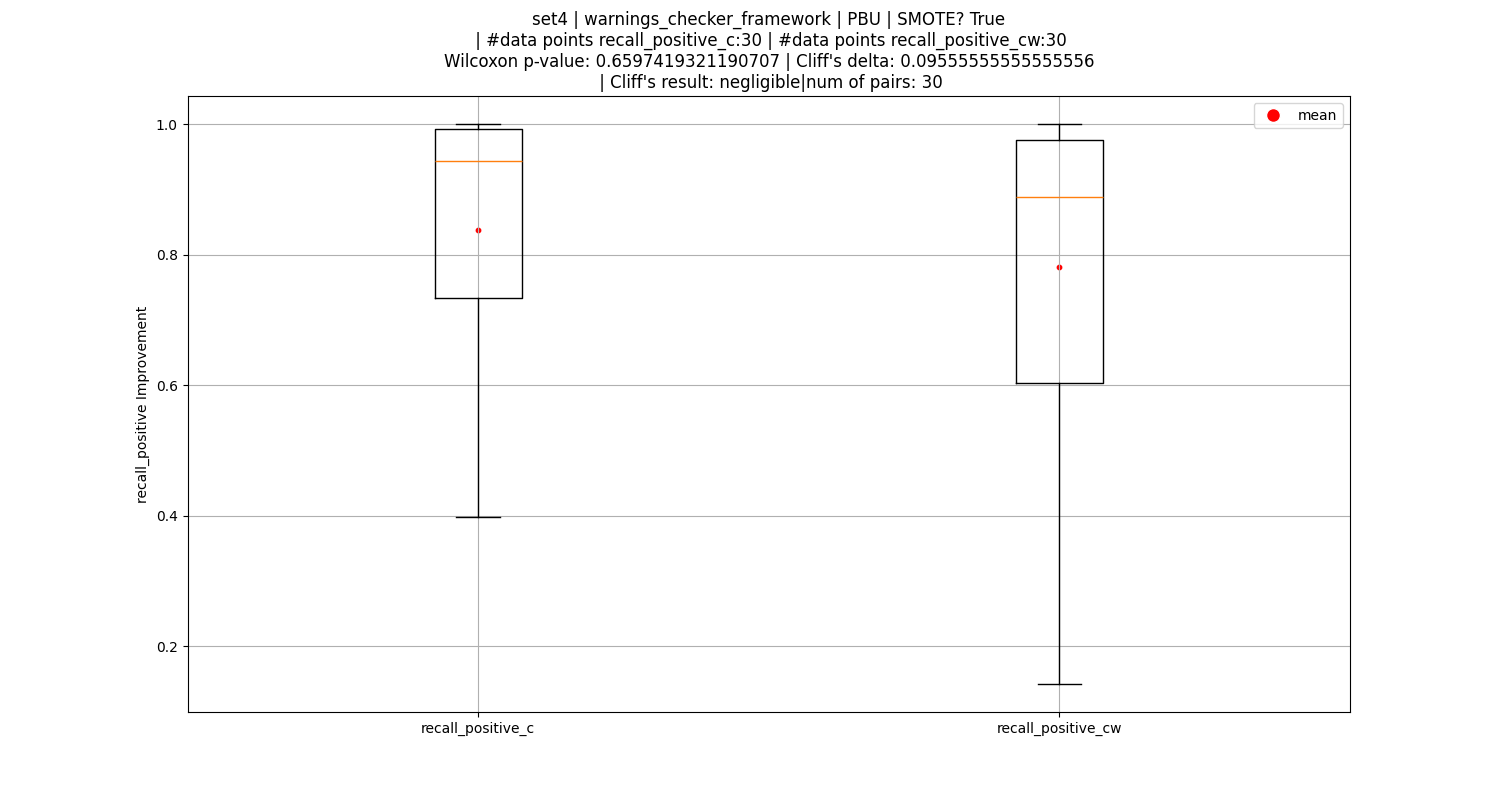 set4 | warnings_checker_framework | PBU | SMOTE? True
| #data points recall_positive_c:30 | #data points recall_positive_cw:30
Wilcoxon p-value: 0.6597419321190707 | Cliff's delta: 0.09555555555555556
| Cliff's result: negligible|num of pairs: 30
mean
1.0
0.8
0.6
0.4
0.2
recall_positive Improvement
recall_positive_c
recall_positive_cw